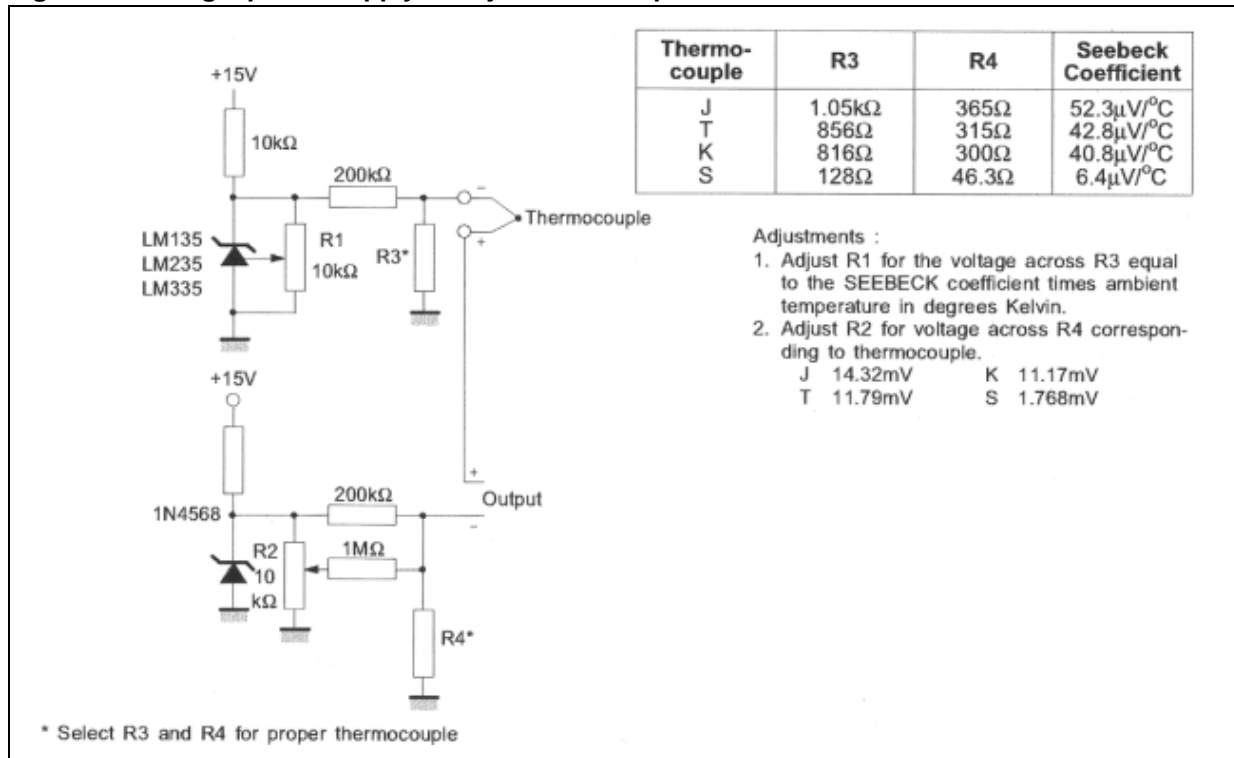 +15V
10kΩ
200kΩ
−
Thermocouple
+
LM135
LM235
LM335
R1
10kΩ
R3*
+15V
+
Output
−
1N4568
200kΩ
R2
10
kΩ
1MΩ
R4*
* Select R3 and R4 for proper thermocouple
Thermo-couple R3 R4 Seebeck Coefficient
J 1.05kΩ 365Ω 52.3µV/°C
T 856Ω 315Ω 42.8µV/°C
K 816Ω 300Ω 40.8µV/°C
S 128Ω 46.3Ω 6.4µV/°C
Adjustments :
1. Adjust R1 for the voltage across R3 equal
to the SEEBECK coefficient times ambient
temperature in degrees Kelvin.
2. Adjust R2 for voltage across R4 correspon-
ding to thermocouple.
J 14.32mV K 11.17mV
T 11.79mV S 1.768mV